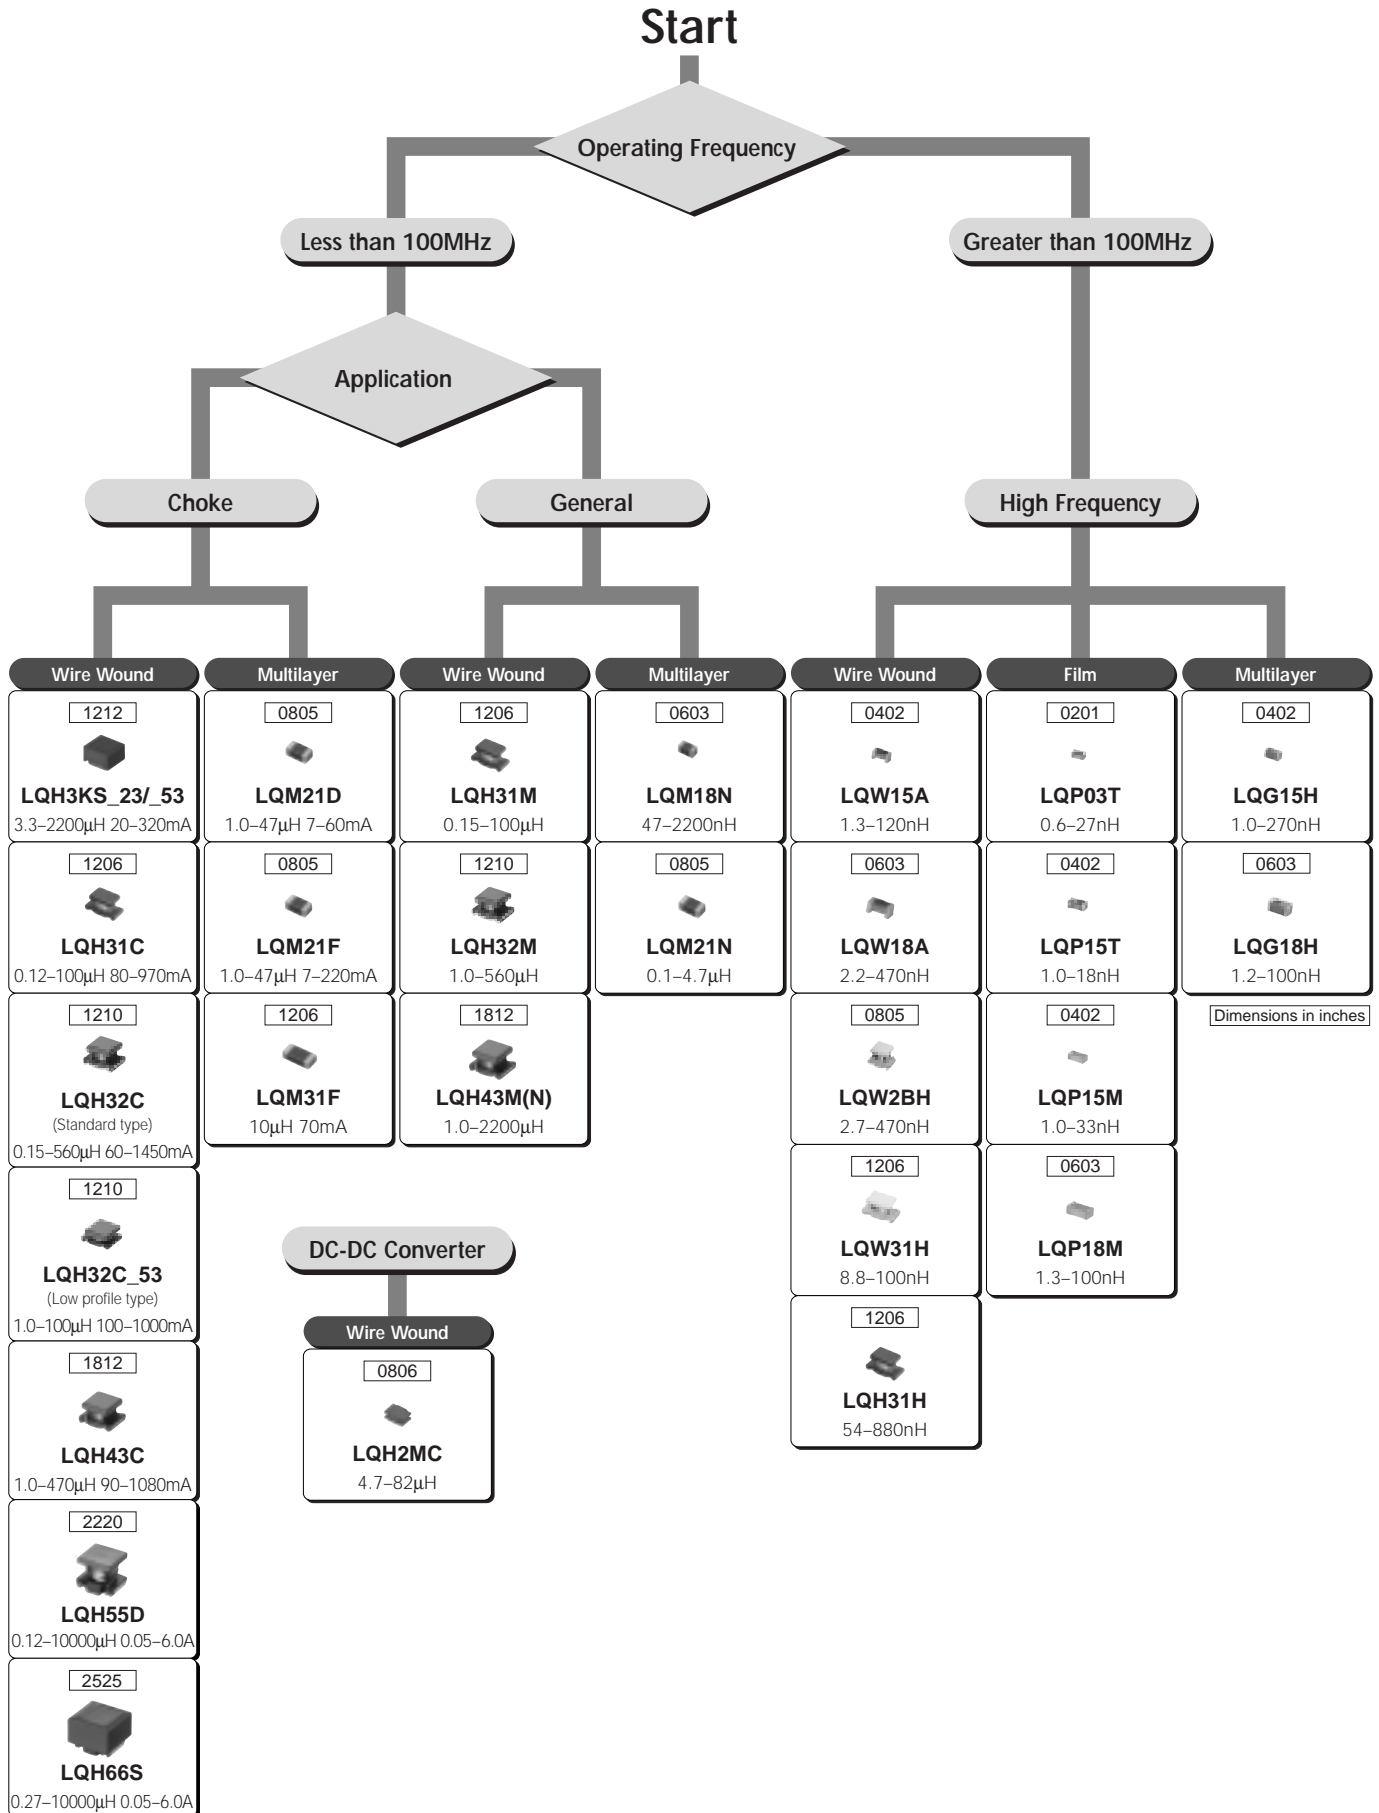 Start
Operating Frequency
Less than 100MHz
Greater than 100MHz
Application
Choke
General
High Frequency
Wire Wound
1212
LQH3KS_23/_53
3.3–2200µH 20–320mA
1206
LQH31C
0.12–100µH 80–970mA
1210
LQH32C
(Standard type)
0.15–560µH 60–1450mA
1210
LQH32C_53
(Low profile type)
1.0–100µH 100–1000mA
1812
LQH43C
1.0–470µH 90–1080mA
2220
LQH55D
0.12–10000µH 0.05–6.0A
2525
LQH66S
0.27–10000µH 0.05–6.0A
Multilayer
0805
LQM21D
1.0–47µH 7–60mA
0805
LQM21F
1.0–47µH 7–220mA
1206
LQM31F
10µH 70mA
Wire Wound
1206
LQH31M
0.15–100µH
1210
LQH32M
1.0–560µH
1812
LQH43M(N)
1.0–2200µH
Multilayer
0603
LQM18N
47–2200nH
0805
LQM21N
0.1–4.7µH
Wire Wound
0402
LQW15A
1.3–120nH
0603
LQW18A
2.2–470nH
0805
LQW2BH
2.7–470nH
1206
LQW31H
8.8–100nH
1206
LQH31H
54–880nH
Film
0201
LQP03T
0.6–27nH
0402
LQP15T
1.0–18nH
0402
LQP15M
1.0–33nH
0603
LQP18M
1.3–100nH
Multilayer
0402
LQG15H
1.0–270nH
0603
LQG18H
1.2–100nH
Dimensions in inches
DC-DC Converter
Wire Wound
0806
LQH2MC
4.7–82µH